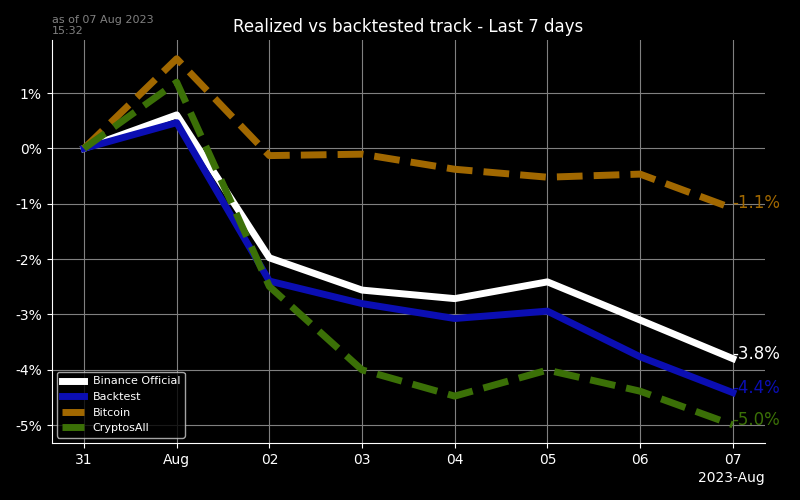 as of 07 Aug 2023
15:32
Realized vs backtested track - Last 7 days
1%
0%
-1%
-2%
-3%
-4%
-5%
-1.1%
-3.8%
-4.4%
-5.0%
Binance Official
Backtest
Bitcoin
CryptosAll
31 Aug 02 03 04 05 06 07
2023-Aug